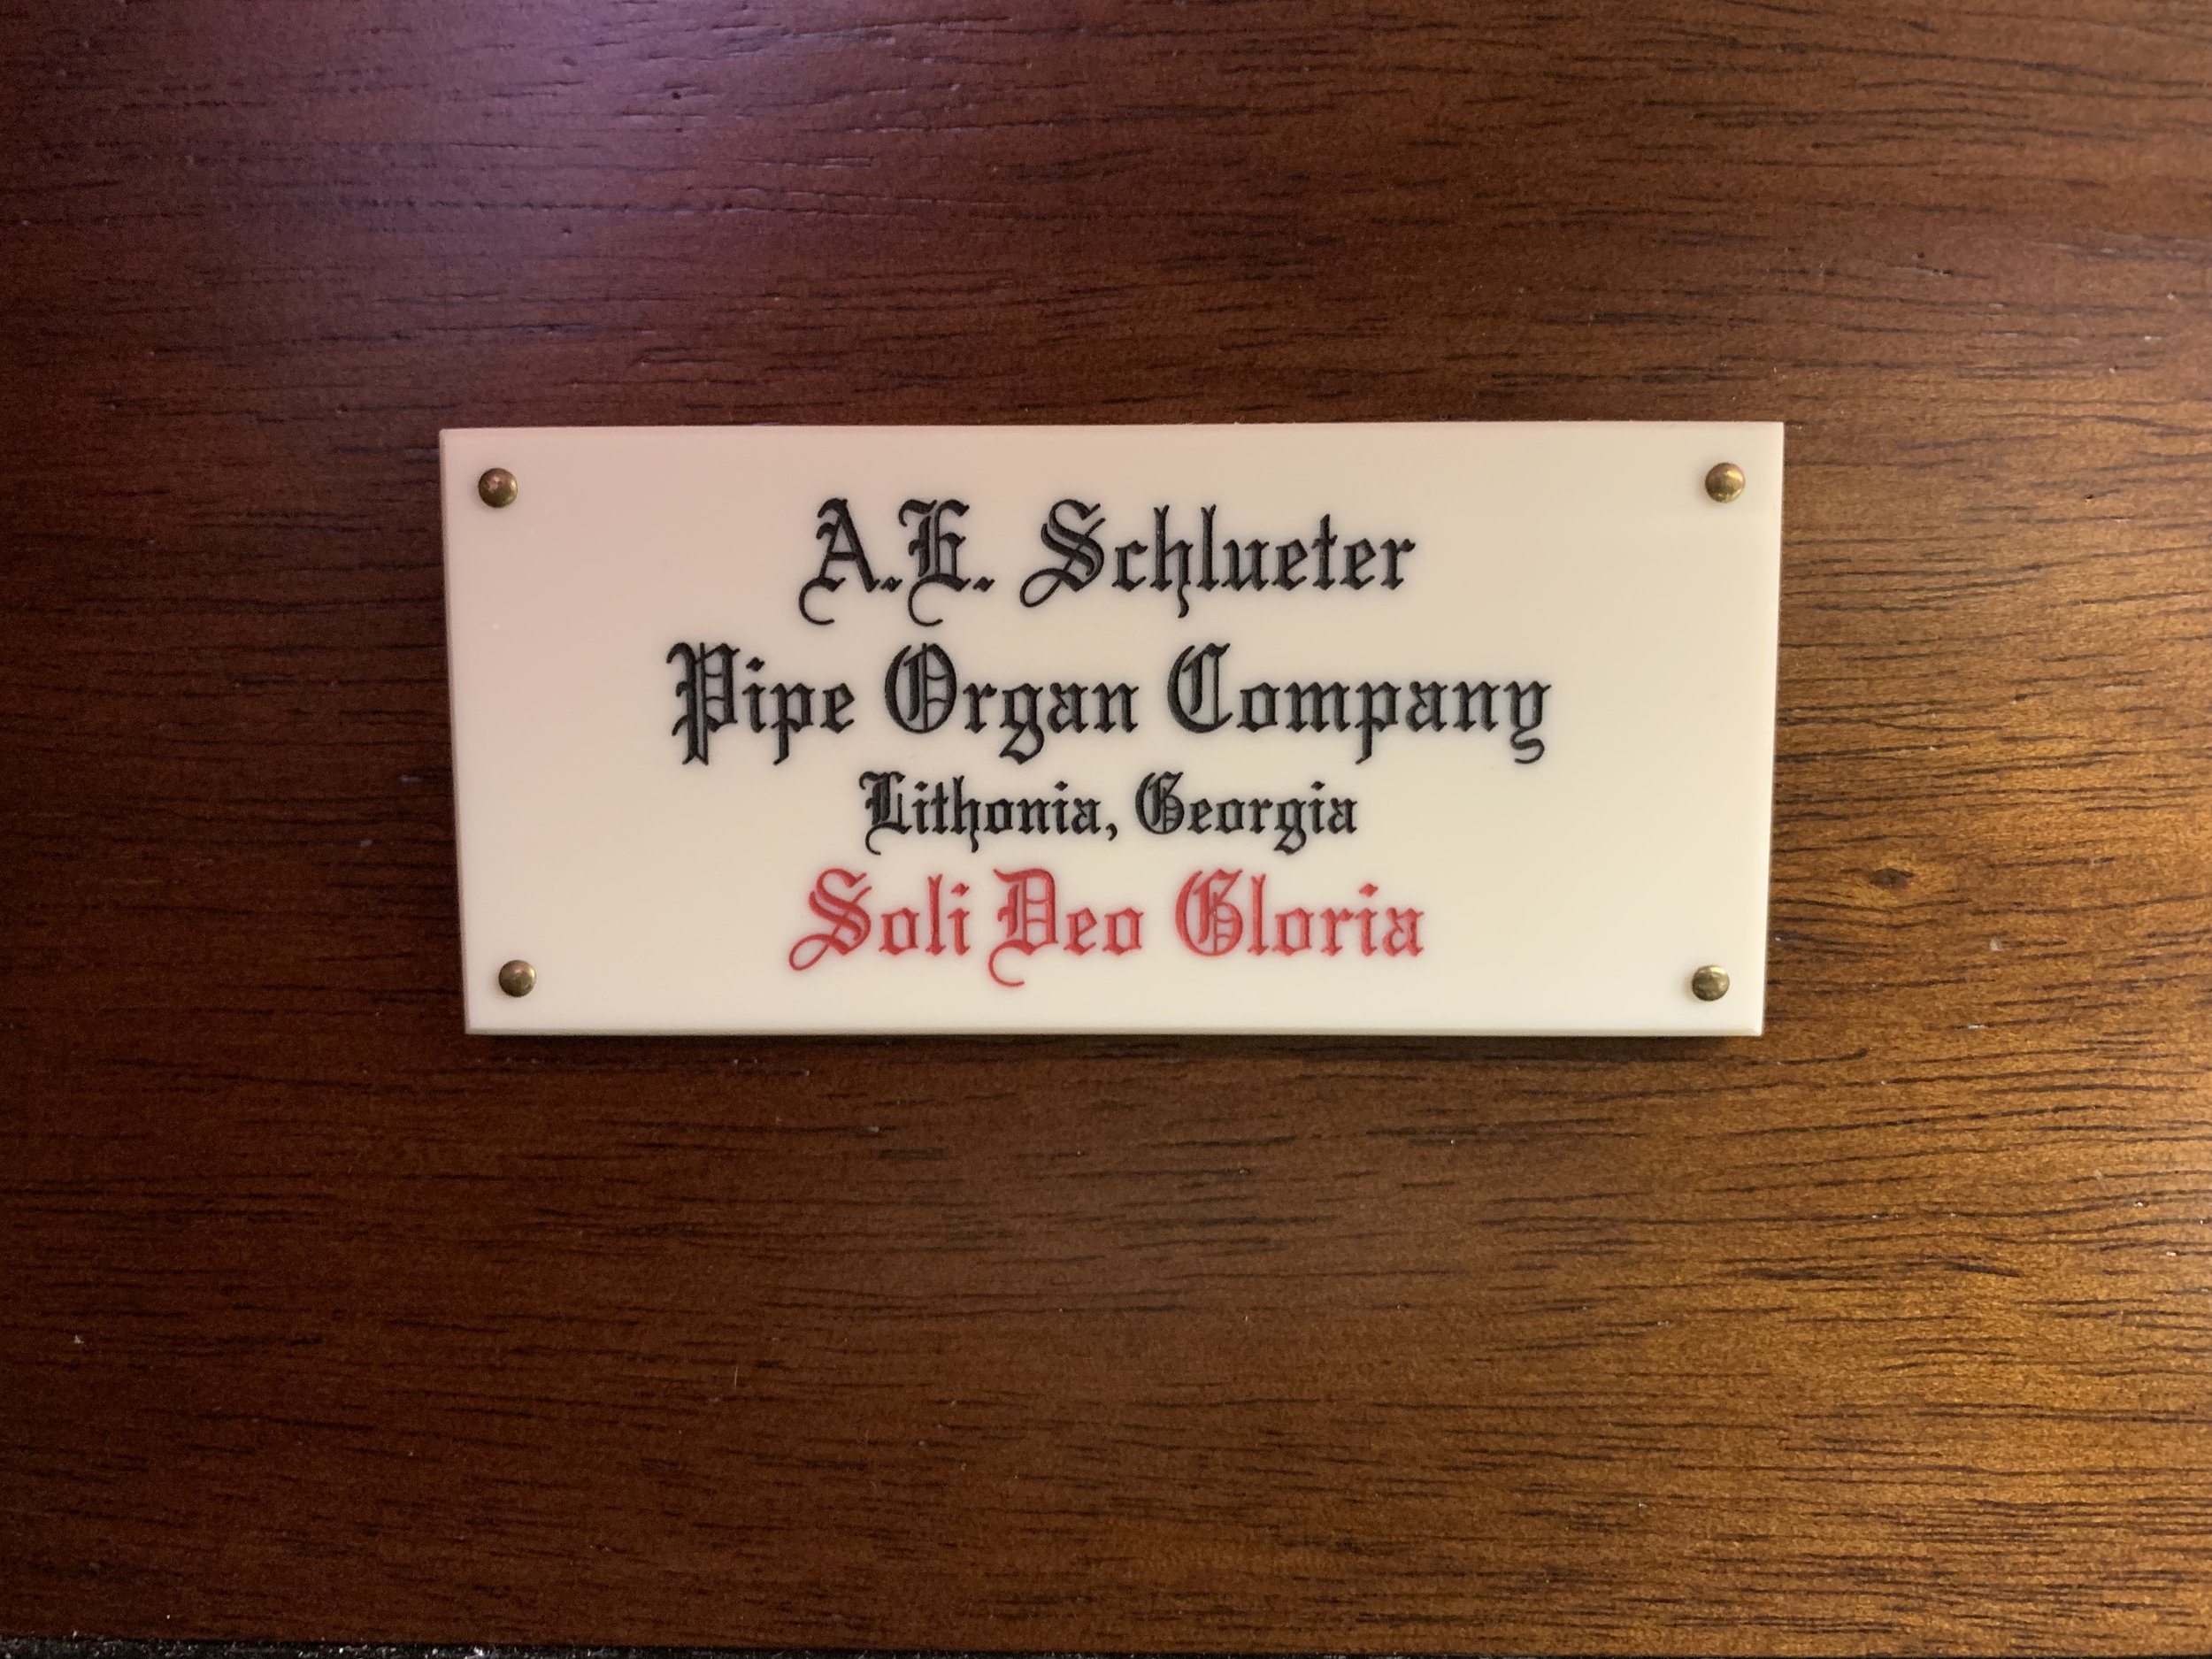 A.E. Schlueter
Pipe Organ Company
Lithonia, Georgia
Soli Deo Gloria